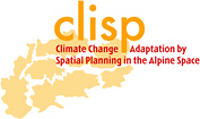 clisp
Climate Change Adaptation by
Spatial Planning in the Alpine Space